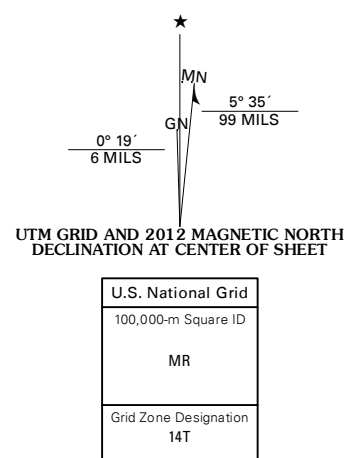 ★
MN
5° 35´
99 MILS
GN
0° 19´
6 MILS
UTM GRID AND 2012 MAGNETIC NORTH
DECLINATION AT CENTER OF SHEET
U.S. National Grid
100,000-m Square ID
MR
Grid Zone Designation
14T